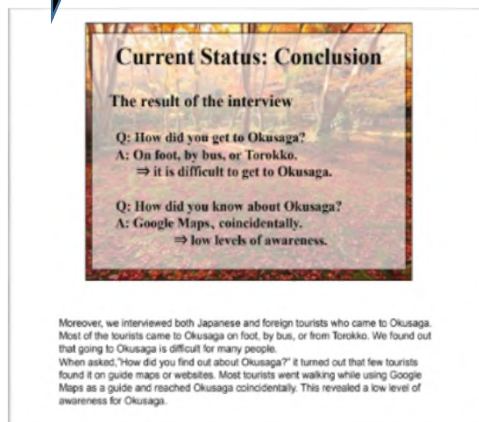 Current Status: Conclusion
The result of the interview
Q: How did you get to Okusaga?
A: On foot, by bus, or Torokko.
⇒ it is difficult to get to Okusaga.
Q: How did you know about Okusaga?
A: Google Maps, coincidentally.
⇒ low levels of awareness.
Moreover, we interviewed both Japanese and foreign tourists who came to Okusaga.
Most of the tourists came to Okusaga on foot, by bus, or from Torokko. We found out
that going to Okusaga is difficult for many people.
When asked,"How did you find out about Okusaga?" it turned out that few tourists
found it on guide maps or websites. Most tourists went walking while using Google
Maps as a guide and reached Okusaga coincidentally. This revealed a low level of
awareness for Okusaga.